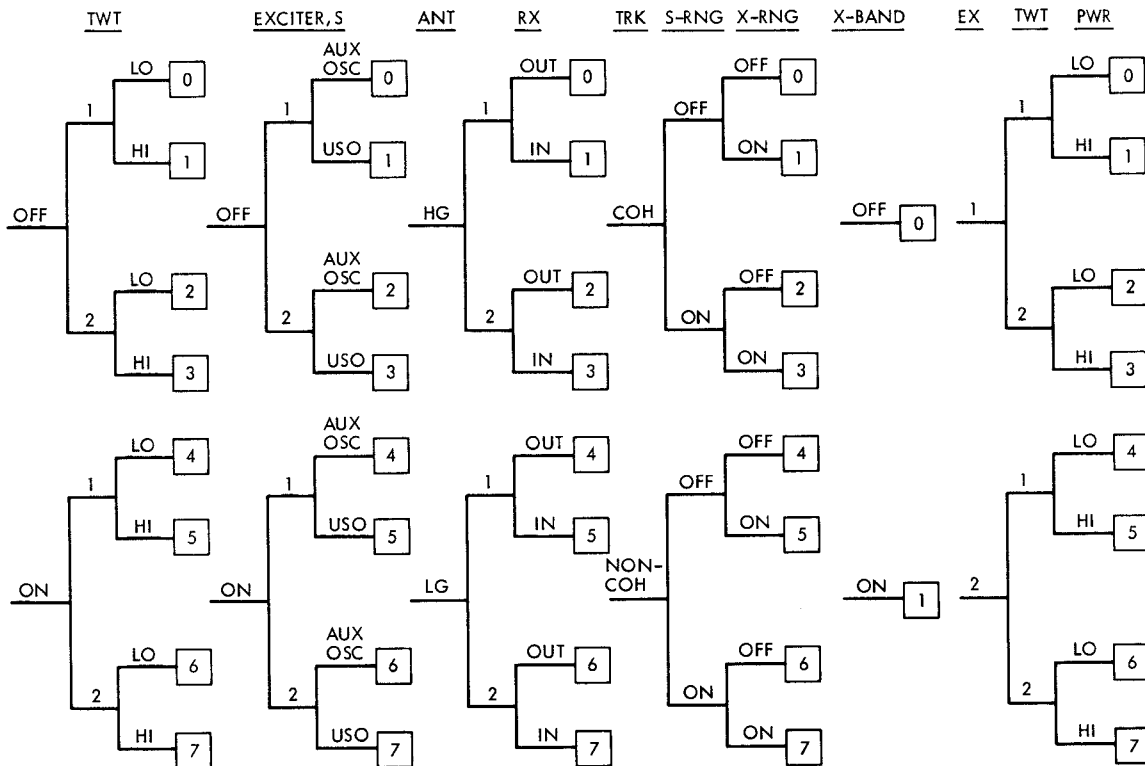 TWT EXCITER, S ANT RX TRK S-RNG X-RNG X-BAND EX TWT PWR
LO 0 AUX OSC 0 OUT 0 OFF 0 LO 0
1 1 1 OFF 1
HI 1 USO 1 IN 1 ON 1 HI 1
OFF OFF HG COH OFF 0 1
LO 2 AUX OSC 2 OUT 2 OFF 2 LO 2
2 2 2 ON 2
HI 3 USO 3 IN 3 ON 3 HI 3
LO 4 AUX OSC 4 OUT 4 OFF 4 LO 4
1 1 1 OFF 1
HI 5 USO 5 IN 5 ON 5 HI 5
ON ON LG NON-COH ON 1 2
LO 6 AUX OSC 6 OUT 6 OFF 6 LO 6
2 2 2 ON 2
HI 7 USO 7 IN 7 ON 7 HI 7